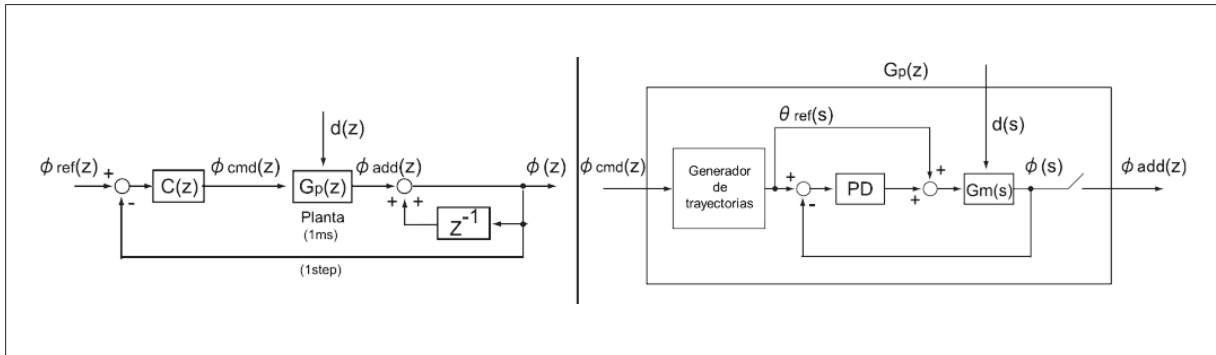 d(z)
ϕ ref(z)
+
-
C(z)
ϕ cmd(z)
Gp(z)
Planta
(1ms)
ϕ add(z)
+
+
ϕ (z)
z⁻¹
(1step)
Gp(z)
θ ref(s)
d(s)
ϕ cmd(z)
Generador
de
trayectorias
+
-
PD
+
+
Gm(s)
ϕ (s)
ϕ add(z)